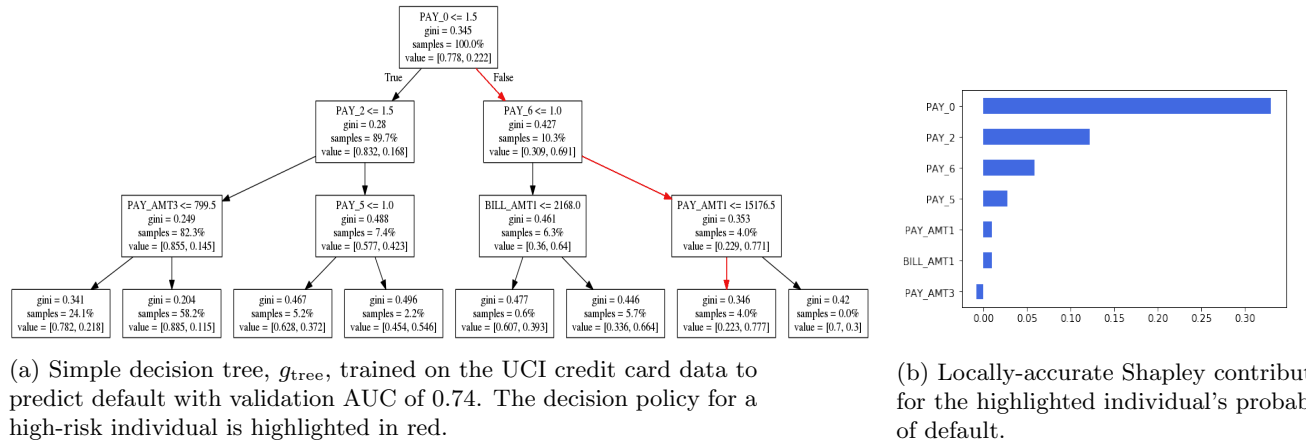 PAY_0 <= 1.5
gini = 0.345
samples = 100.0%
value = [0.778, 0.222]
True
False
PAY_2 <= 1.5
gini = 0.28
samples = 89.7%
value = [0.832, 0.168]
PAY_6 <= 1.0
gini = 0.427
samples = 10.3%
value = [0.309, 0.691]
PAY_AMT3 <= 799.5
gini = 0.249
samples = 82.3%
value = [0.855, 0.145]
PAY_5 <= 1.0
gini = 0.488
samples = 7.4%
value = [0.577, 0.423]
BILL_AMT1 <= 2168.0
gini = 0.461
samples = 6.3%
value = [0.36, 0.64]
PAY_AMT1 <= 15176.5
gini = 0.353
samples = 4.0%
value = [0.229, 0.771]
gini = 0.341
samples = 24.1%
value = [0.782, 0.218]
gini = 0.204
samples = 58.2%
value = [0.885, 0.115]
gini = 0.467
samples = 5.2%
value = [0.628, 0.372]
gini = 0.496
samples = 2.2%
value = [0.454, 0.546]
gini = 0.477
samples = 0.6%
value = [0.607, 0.393]
gini = 0.446
samples = 5.7%
value = [0.336, 0.664]
gini = 0.346
samples = 4.0%
value = [0.223, 0.777]
gini = 0.42
samples = 0.0%
value = [0.7, 0.3]
(a) Simple decision tree, gtree, trained on the UCI credit card data to
predict default with validation AUC of 0.74. The decision policy for a
high-risk individual is highlighted in red.
PAY_0
PAY_2
PAY_6
PAY_5
PAY_AMT1
BILL_AMT1
PAY_AMT3
0.00 0.05 0.10 0.15 0.20 0.25 0.30
(b) Locally-accurate Shapley contribut
for the highlighted individual's probab
of default.